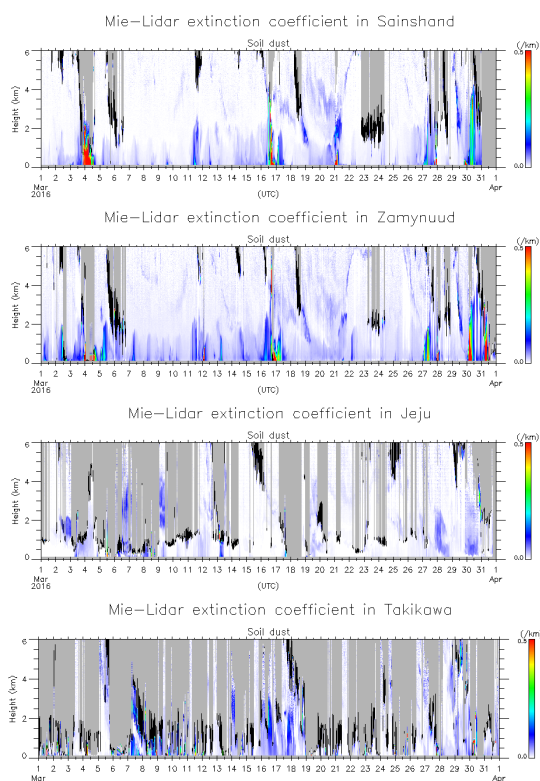 Mie-Lidar extinction coefficient in Sainshand
Soil dust
(/km)
0.5
6
4
2
0
Height (km)
0.0
1 2 3 4 5 6 7 8 9 10 11 12 13 14 15 16 17 18 19 20 21 22 23 24 25 26 27 28 29 30 31 1
Mar Apr
2016
(UTC)
Mie-Lidar extinction coefficient in Zamynuud
Soil dust
(/km)
0.5
6
4
2
0
Height (km)
0.0
1 2 3 4 5 6 7 8 9 10 11 12 13 14 15 16 17 18 19 20 21 22 23 24 25 26 27 28 29 30 31 1
Mar Apr
2016
(UTC)
Mie-Lidar extinction coefficient in Jeju
Soil dust
(/km)
0.5
6
4
2
0
Height (km)
0.0
1 2 3 4 5 6 7 8 9 10 11 12 13 14 15 16 17 18 19 20 21 22 23 24 25 26 27 28 29 30 31 1
Mar Apr
2016
(UTC)
Mie-Lidar extinction coefficient in Takikawa
Soil dust
(/km
0.5
6
4
2
0
Height (km)
0.0
1 2 3 4 5 6 7 8 9 10 11 12 13 14 15 16 17 18 19 20 21 22 23 24 25 26 27 28 29 30 31 1
Mar Apr